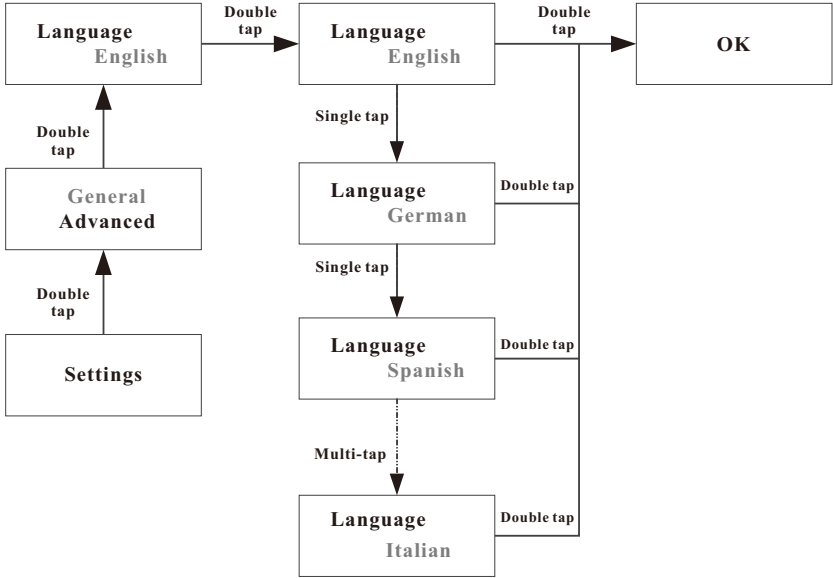 Double
tap
Double
tap
Language
English
Language
English
OK
Single tap
Double
tap
General
Advanced
Language
German
Double tap
Single tap
Double
tap
Settings
Language
Spanish
Double tap
Multi-tap
Language
Italian
Double tap